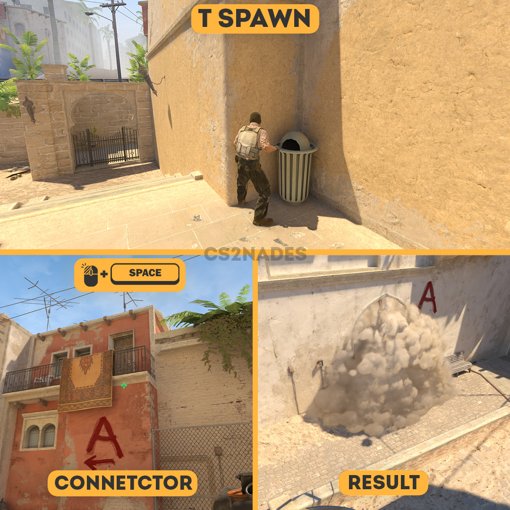 T SPAWN
CS2NADES
+ SPACE
A
A
CONNETCTOR
RESULT